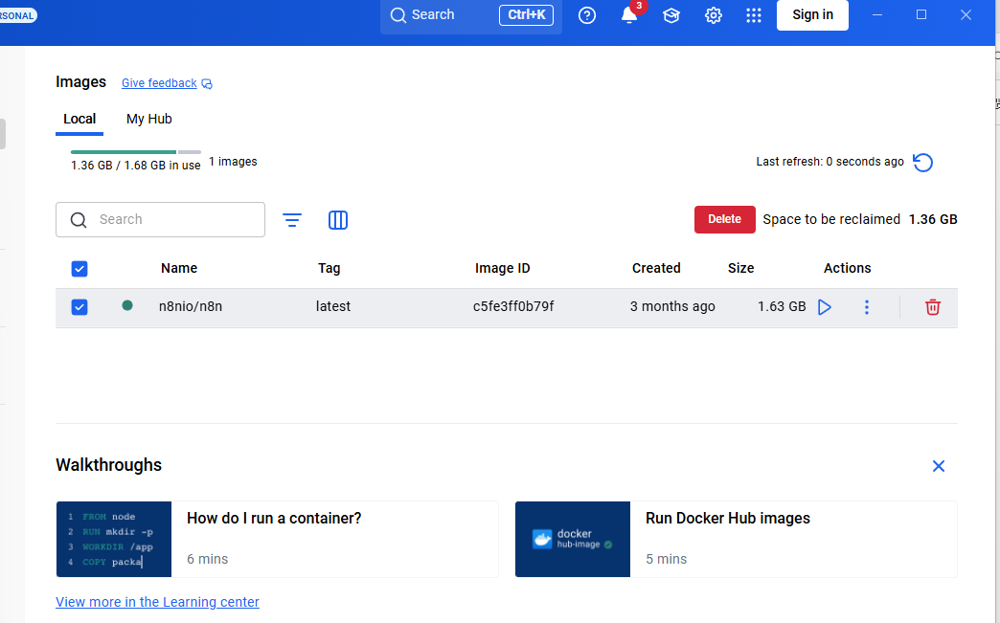 RSONAL
Search Ctrl+K 3 Sign in
Images Give feedback
Local My Hub
1.36 GB / 1.68 GB in use 1 images Last refresh: 0 seconds ago
Search Delete Space to be reclaimed 1.36 GB
Name Tag Image ID Created Size Actions
n8nio/n8n latest c5fe3ff0b79f 3 months ago 1.63 GB
Walkthroughs
1 FROM node
2 RUN mkdir -p
3 WORKDIR /app
4 COPY packa
How do I run a container?
6 mins
docker
hub-image
Run Docker Hub images
5 mins
View more in the Learning center